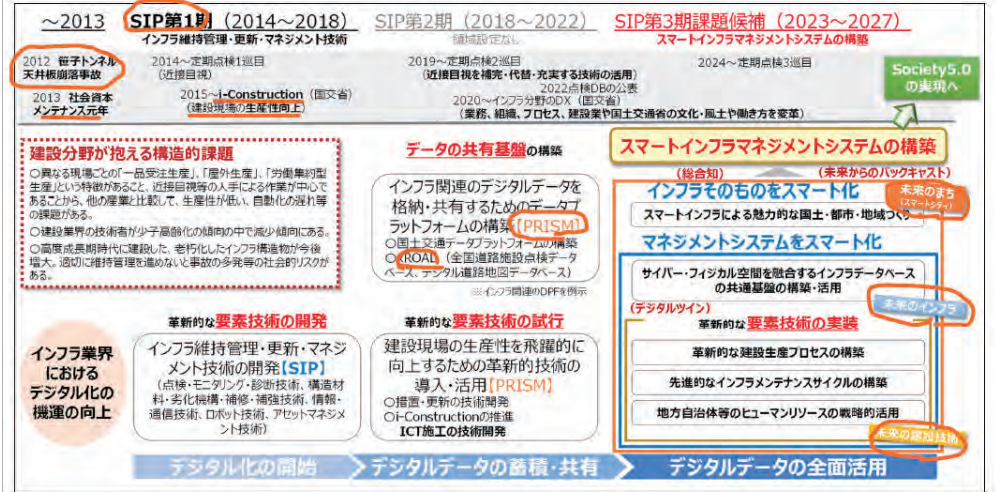 ～2013
SIP第1期（2014～2018）
インフラ維持管理・更新・マネジメント技術
SIP第2期（2018～2022）
領域設定なし
SIP第3期課題候補（2023～2027）
スマートインフラマネジメントシステムの構築
2012 笹子トンネル
天井板崩落事故
2013 社会資本
メンテナンス元年
2014～定期点検1巡目
（近接目視）
2015～i-Construction（国交省）
（建設現場の生産性向上）
2019～定期点検2巡目
（近接目視を補完・代替・充実する技術の活用）
2022点検DBの公表
2020～インフラ分野のDX（国交省）
（業務、組織、プロセス、建設業や国土交通省の文化・風土や働き方を変革）
2024～定期点検3巡目
Society5.0
の実現へ
建設分野が抱える構造的課題
○異なる現場ごとの「一品受注生産」、「屋外生産」、「労働集約型
生産」という特徴があること、近接目視等の人手による作業が中心で
あることから、他の産業と比較して、生産性が低い、自動化の遅れ等
の課題がある。
○建設業界の技術者が少子高齢化の傾向の中で減少傾向にある。
○高度成長期時代に建設した、老朽化したインフラ構造物が今後
増大。適切に維持管理を進めないと事故の多発等の社会的リスクが
ある。
データの共有基盤の構築
インフラ関連のデジタルデータを
格納・共有するためのデータプ
ラットフォームの構築【PRISM】
○国土交通データプラットフォームの構築
○xROAD（全国道路施設点検データ
ベース、デジタル道路地図データベース）
※インフラ関連のDPFを例示
スマートインフラマネジメントシステムの構築
（総合知）
（未来からのバックキャスト）
インフラそのものをスマート化
未来のまち
（スマートシティ）
スマートインフラによる魅力的な国土・都市・地域づくり
マネジメントシステムをスマート化
サイバー・フィジカル空間を融合するインフラデータベース
の共通基盤の構築・活用
未来のインフラ
（デジタルツイン）
革新的な要素技術の実装
革新的な建設生産プロセスの構築
先進的なインフラメンテナンスサイクルの構築
地方自治体等のヒューマンリソースの戦略的活用
未来の建設技術
インフラ業界
における
デジタル化の
機運の向上
革新的な要素技術の開発
インフラ維持管理・更新・マネジ
メント技術の開発【SIP】
（点検・モニタリング・診断技術、構造材
料・劣化機構・補修・補強技術、情報・
通信技術、ロボット技術、アセットマネジメ
ント技術）
革新的な要素技術の試行
建設現場の生産性を飛躍的に
向上するための革新的技術の
導入・活用【PRISM】
○措置・更新の技術開発
○i-Constructionの推進
ICT施工の技術開発
デジタル化の開始
デジタルデータの蓄積・共有
デジタルデータの全面活用